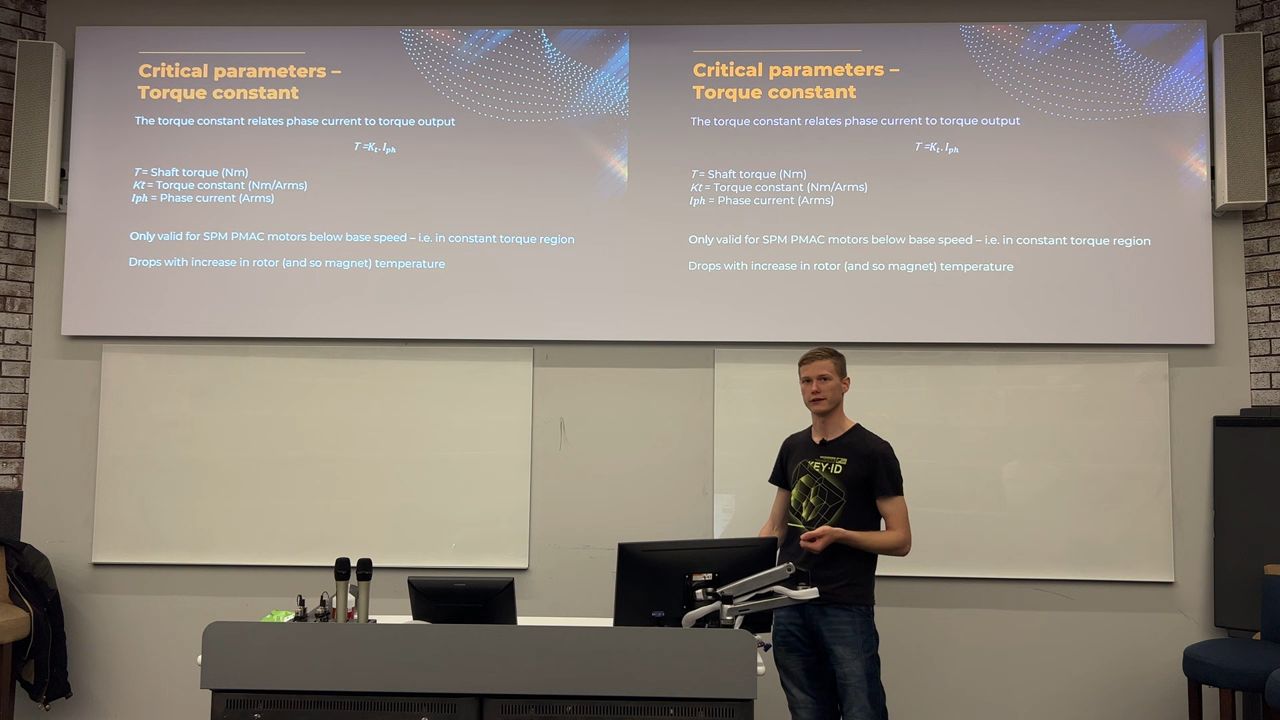 Critical parameters –
Torque constant
The torque constant relates phase current to torque output
T =Kt. Iph
T = Shaft torque (Nm)
Kt = Torque constant (Nm/Arms)
Iph = Phase current (Arms)
Only valid for SPM PMAC motors below base speed – i.e. in constant torque region
Drops with increase in rotor (and so magnet) temperature
Critical parameters –
Torque constant
The torque constant relates phase current to torque output
T =Kt. Iph
T = Shaft torque (Nm)
Kt = Torque constant (Nm/Arms)
Iph = Phase current (Arms)
Only valid for SPM PMAC motors below base speed – i.e. in constant torque region
Drops with increase in rotor (and so magnet) temperature
KEY-ID